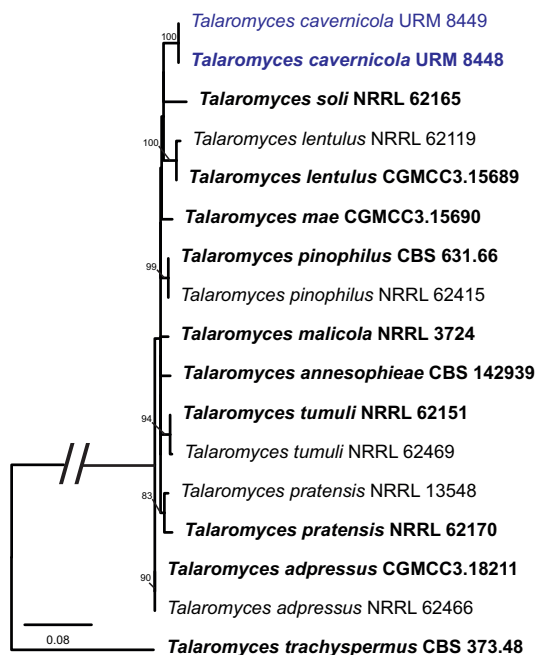 Talaromyces cavernicola URM 8449
100
Talaromyces cavernicola URM 8448
Talaromyces soli NRRL 62165
Talaromyces lentulus NRRL 62119
100
Talaromyces lentulus CGMCC3.15689
Talaromyces mae CGMCC3.15690
Talaromyces pinophilus CBS 631.66
99
Talaromyces pinophilus NRRL 62415
Talaromyces malicola NRRL 3724
Talaromyces annesophieae CBS 142939
Talaromyces tumuli NRRL 62151
94
Talaromyces tumuli NRRL 62469
Talaromyces pratensis NRRL 13548
83
Talaromyces pratensis NRRL 62170
Talaromyces adpressus CGMCC3.18211
90
Talaromyces adpressus NRRL 62466
0.08
Talaromyces trachyspermus CBS 373.48